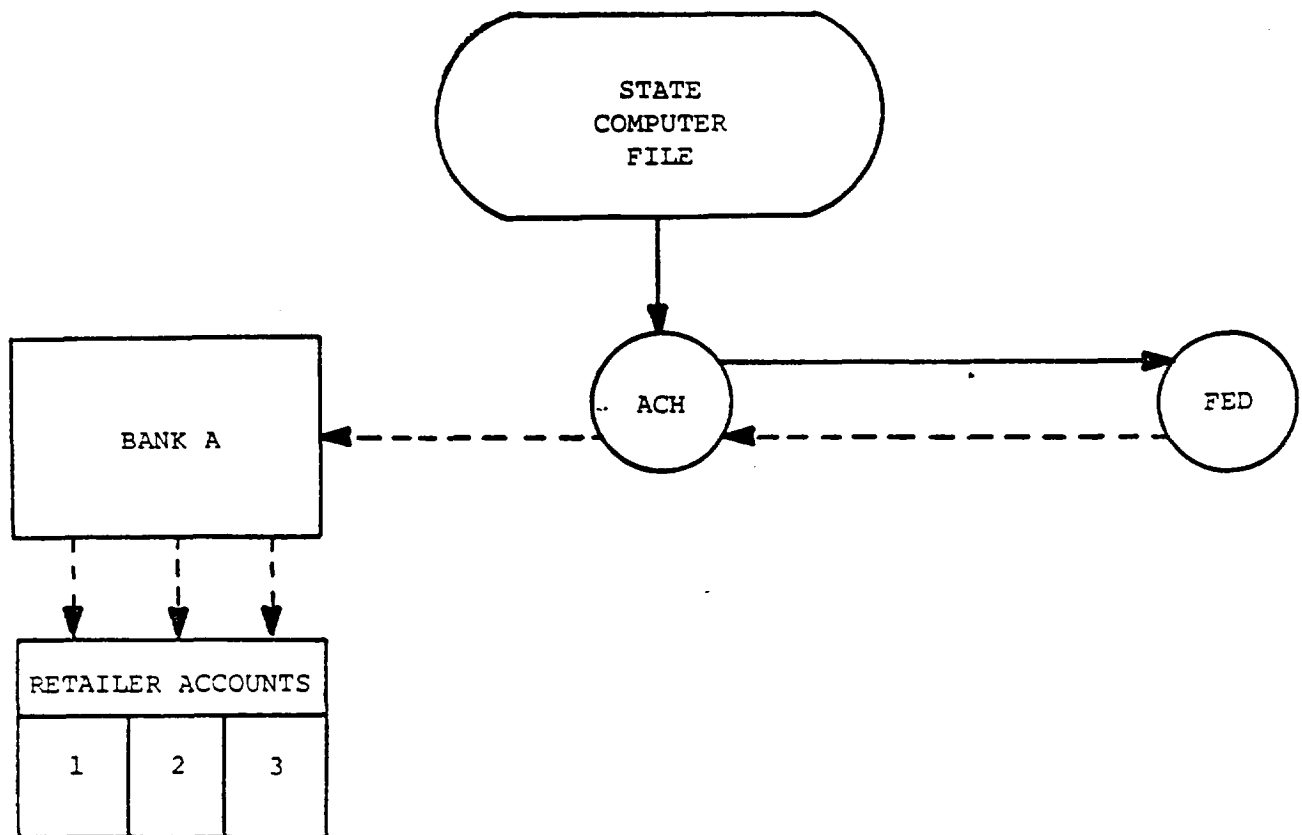 STATE
COMPUTER
FILE
BANK A
ACH
FED
RETAILER ACCOUNTS
1
2
3